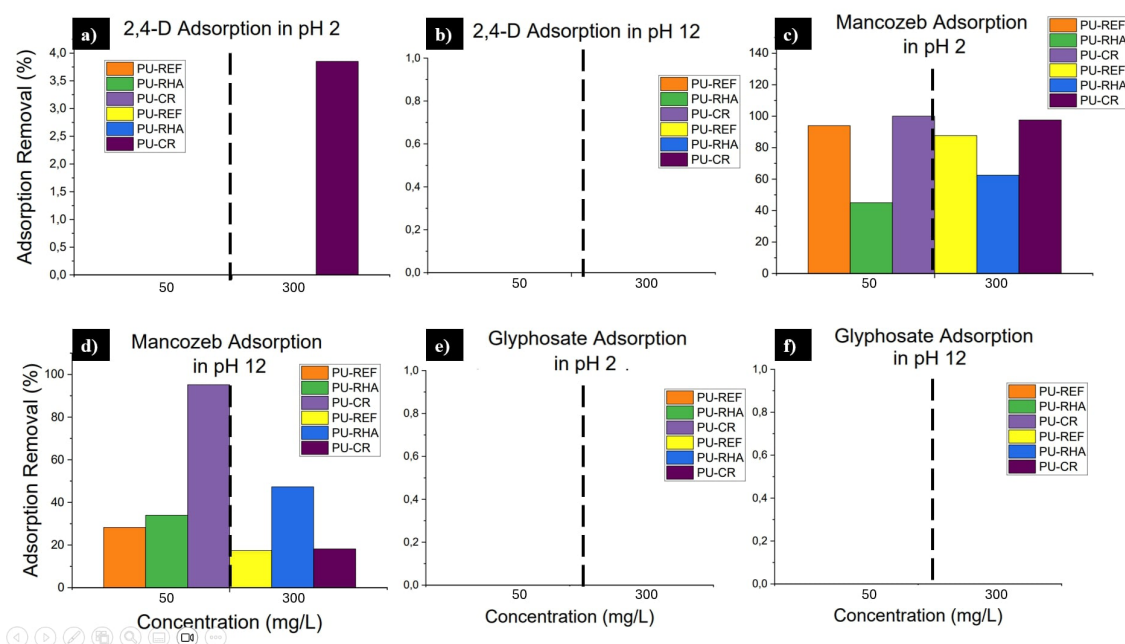 a)
2,4-D Adsorption in pH 2
Adsorption Removal (%)
4,0
3,5
3,0
2,5
2,0
1,5
1,0
0,5
0,0
PU-REF
PU-RHA
PU-CR
PU-REF
PU-RHA
PU-CR
50
300
b)
2,4-D Adsorption in pH 12
1,0
0,8
0,6
0,4
0,2
0,0
PU-REF
PU-RHA
PU-CR
PU-REF
PU-RHA
PU-CR
50
300
c)
Mancozeb Adsorption
in pH 2
140
120
100
80
60
40
20
0
PU-REF
PU-RHA
PU-CR
PU-REF
PU-RHA
PU-CR
50
300
d)
Mancozeb Adsorption
in pH 12
Adsorption Removal (%)
100
80
60
40
20
0
PU-REF
PU-RHA
PU-CR
PU-REF
PU-RHA
PU-CR
50
300
Concentration (mg/L)
e)
Glyphosate Adsorption
in pH 2 .
1,0
0,8
0,6
0,4
0,2
0,0
PU-REF
PU-RHA
PU-CR
PU-REF
PU-RHA
PU-CR
50
300
Concentration (mg/L)
f)
Glyphosate Adsorption
in pH 12
1,0
0,8
0,6
0,4
0,2
0,0
PU-REF
PU-RHA
PU-CR
PU-REF
PU-RHA
PU-CR
50
300
Concentration (mg/L)